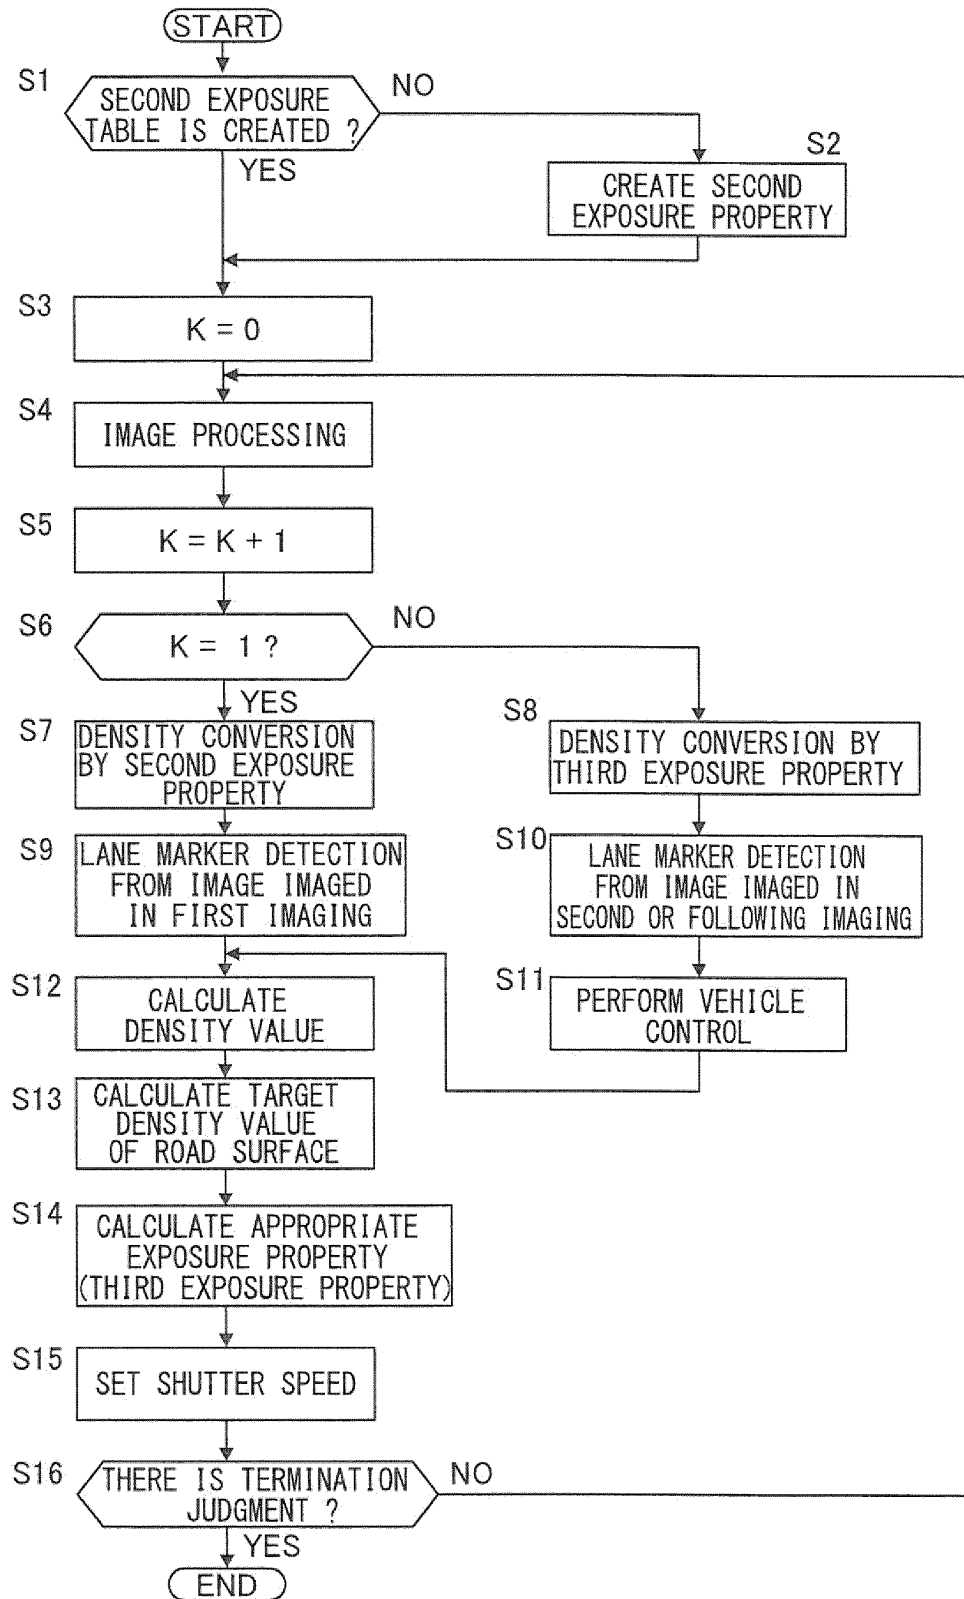 START
S1
SECOND EXPOSURE
TABLE IS CREATED ?
NO
YES
S2
CREATE SECOND
EXPOSURE PROPERTY
S3
K = 0
S4
IMAGE PROCESSING
S5
K = K + 1
S6
K = 1 ?
NO
YES
S7
DENSITY CONVERSION
BY SECOND EXPOSURE
PROPERTY
S8
DENSITY CONVERSION BY
THIRD EXPOSURE PROPERTY
S9
LANE MARKER DETECTION
FROM IMAGE IMAGED
IN FIRST IMAGING
S10
LANE MARKER DETECTION
FROM IMAGE IMAGED IN
SECOND OR FOLLOWING IMAGING
S11
PERFORM VEHICLE
CONTROL
S12
CALCULATE
DENSITY VALUE
S13
CALCULATE TARGET
DENSITY VALUE
OF ROAD SURFACE
S14
CALCULATE APPROPRIATE
EXPOSURE PROPERTY
(THIRD EXPOSURE PROPERTY)
S15
SET SHUTTER SPEED
S16
THERE IS TERMINATION
JUDGMENT ?
NO
YES
END